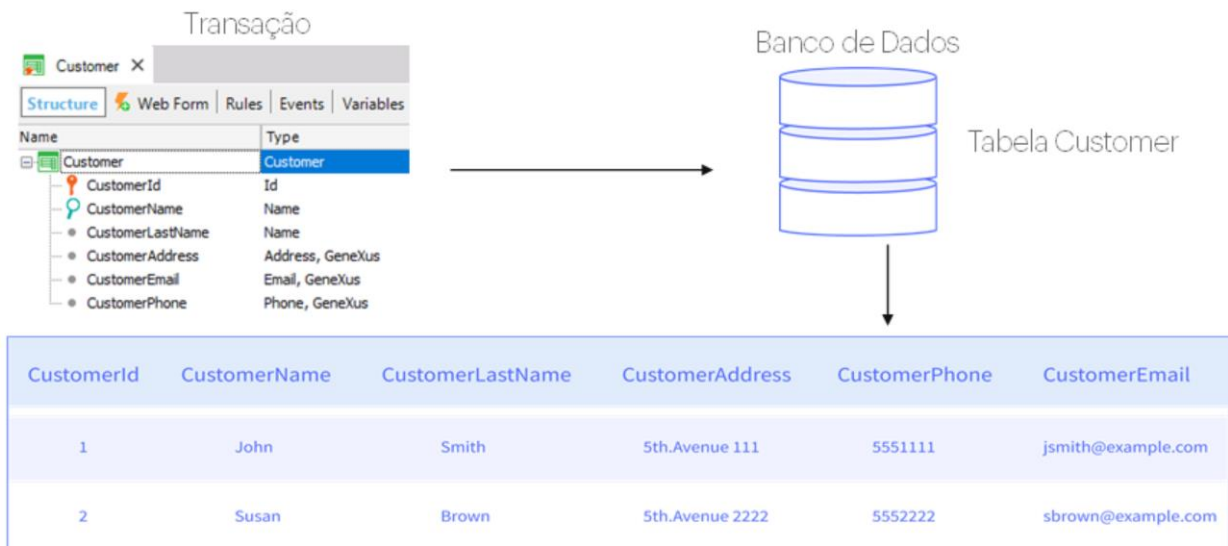 Transação
Customer
Structure Web Form Rules Events Variables
Name Type
Customer Customer
CustomerId Id
CustomerName Name
CustomerLastName Name
CustomerAddress Address, GeneXus
CustomerEmail Email, GeneXus
CustomerPhone Phone, GeneXus
Banco de Dados
Tabela Customer
CustomerId CustomerName CustomerLastName CustomerAddress CustomerPhone CustomerEmail
1 John Smith 5th.Avenue 111 5551111 jsmith@example.com
2 Susan Brown 5th.Avenue 2222 5552222 sbrown@example.com